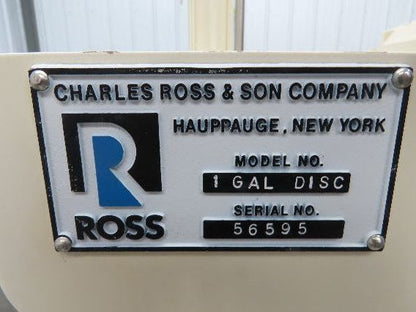 CHARLES ROSS & SON COMPANY
HAUPPAUGE, NEW YORK
MODEL NO.
1 GAL DISC
SERIAL NO.
56595
R
ROSS